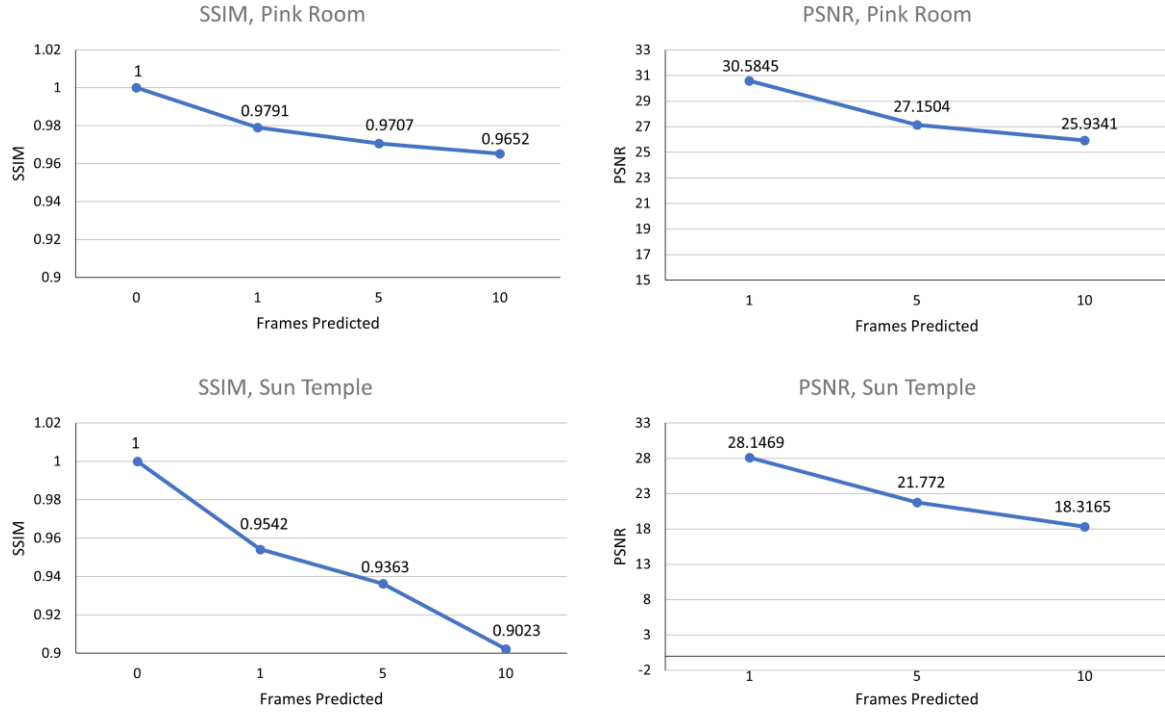 SSIM, Pink Room
1.02
1
0.98
0.96
0.94
0.92
0.9
SSIM
1
0.9791
0.9707
0.9652
0 1 5 10
Frames Predicted
PSNR, Pink Room
33
31
29
27
25
23
21
19
17
15
PSNR
30.5845
27.1504
25.9341
1 5 10
Frames Predicted
SSIM, Sun Temple
1.02
1
0.98
0.96
0.94
0.92
0.9
SSIM
1
0.9542
0.9363
0.9023
0 1 5 10
Frames Predicted
PSNR, Sun Temple
33
28
23
18
13
8
3
-2
PSNR
28.1469
21.772
18.3165
1 5 10
Frames Predicted